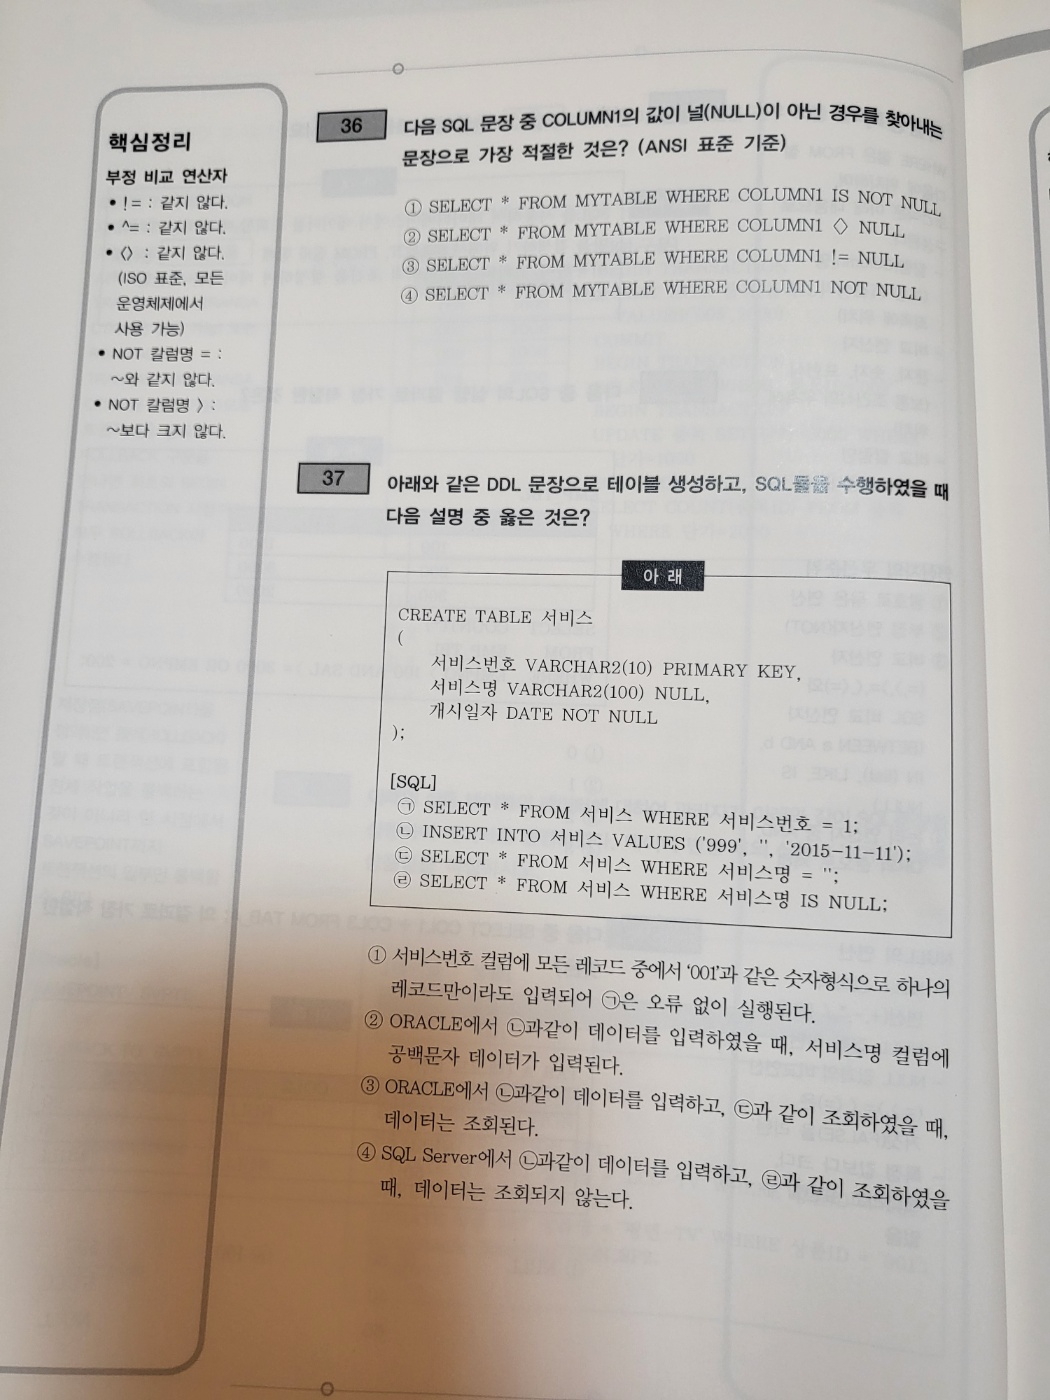 핵심정리
부정 비교 연산자
• != : 같지 않다.
• ^= : 같지 않다.
• <> : 같지 않다.
(ISO 표준, 모든
운영체제에서
사용 가능)
• NOT 칼럼명 = :
~와 같지 않다.
• NOT 칼럼명 > :
~보다 크지 않다.
36 다음 SQL 문장 중 COLUMN1의 값이 널(NULL)이 아닌 경우를 찾아내는
문장으로 가장 적절한 것은? (ANSI 표준 기준)
① SELECT * FROM MYTABLE WHERE COLUMN1 IS NOT NULL
② SELECT * FROM MYTABLE WHERE COLUMN1 <> NULL
③ SELECT * FROM MYTABLE WHERE COLUMN1 != NULL
④ SELECT * FROM MYTABLE WHERE COLUMN1 NOT NULL
37 아래와 같은 DDL 문장으로 테이블 생성하고, SQL들을 수행하였을 때
다음 설명 중 옳은 것은?
아 래
CREATE TABLE 서비스
(
서비스번호 VARCHAR2(10) PRIMARY KEY,
서비스명 VARCHAR2(100) NULL,
개시일자 DATE NOT NULL
);
[SQL]
㉠ SELECT * FROM 서비스 WHERE 서비스번호 = 1;
㉡ INSERT INTO 서비스 VALUES ('999', '', '2015-11-11');
㉢ SELECT * FROM 서비스 WHERE 서비스명 = '';
㉣ SELECT * FROM 서비스 WHERE 서비스명 IS NULL;
① 서비스번호 컬럼에 모든 레코드 중에서 '001'과 같은 숫자형식으로 하나의
레코드만이라도 입력되어 ㉠은 오류 없이 실행된다.
② ORACLE에서 ㉡과같이 데이터를 입력하였을 때, 서비스명 컬럼에
공백문자 데이터가 입력된다.
③ ORACLE에서 ㉡과같이 데이터를 입력하고, ㉢과 같이 조회하였을 때,
데이터는 조회된다.
④ SQL Server에서 ㉡과같이 데이터를 입력하고, ㉣과 같이 조회하였을
때, 데이터는 조회되지 않는다.